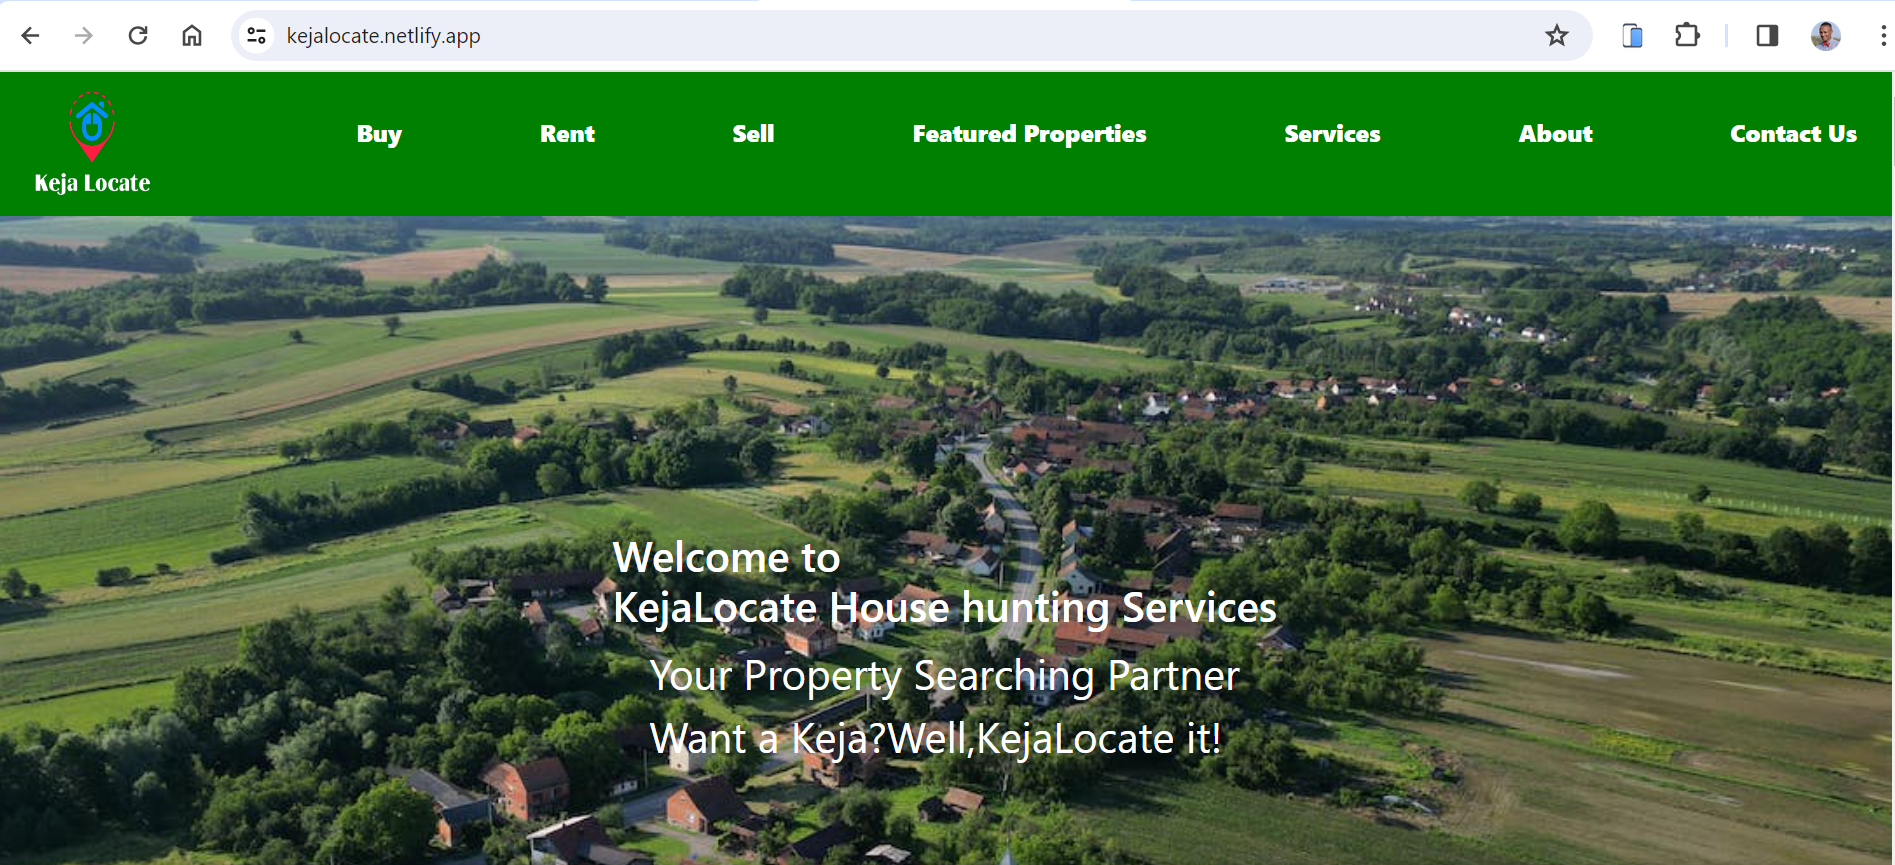 kejalocate.netlify.app
Keja Locate
Buy Rent Sell Featured Properties Services About Contact Us
Welcome to
KejaLocate House hunting Services
Your Property Searching Partner
Want a Keja?Well,KejaLocate it!